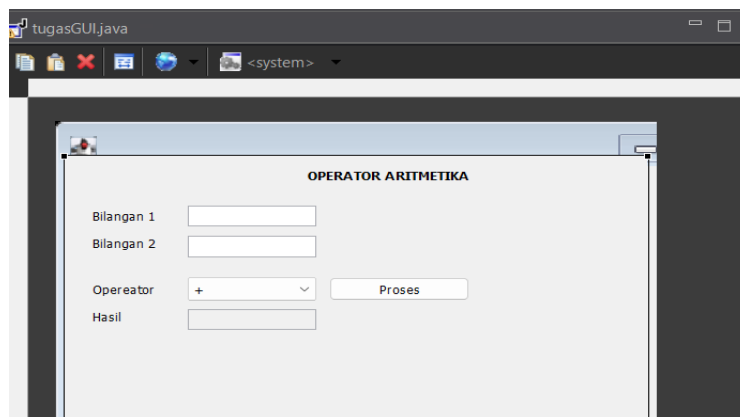 tugasGUI.java
<system>
OPERATOR ARITMETIKA
Bilangan 1
Bilangan 2
Opereator + Proses
Hasil